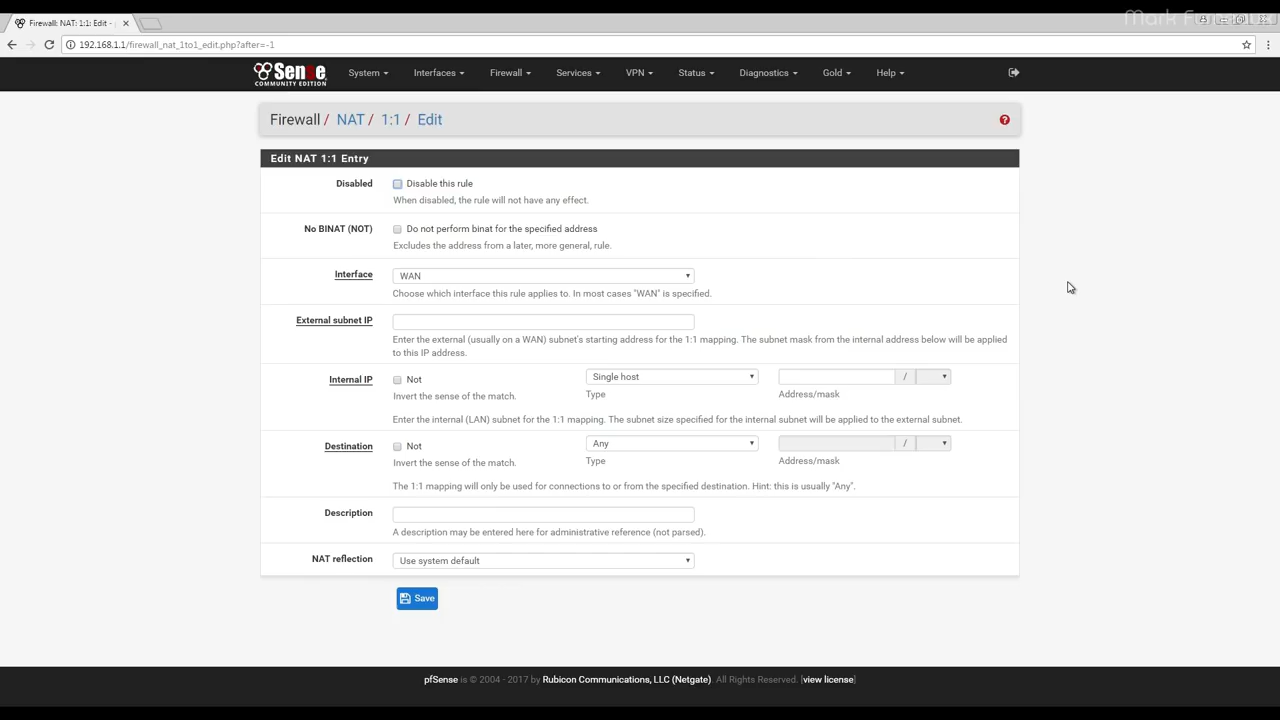 Firewall: NAT: 1:1: Edit -
Mark
192.168.1.1/firewall_nat_1to1_edit.php?after=-1
Sense COMMUNITY EDITION System Interfaces Firewall Services VPN Status Diagnostics Gold Help
Firewall / NAT / 1:1 / Edit
Edit NAT 1:1 Entry
Disabled Disable this rule
When disabled, the rule will not have any effect.
No BINAT (NOT) Do not perform binat for the specified address
Excludes the address from a later, more general, rule.
Interface WAN
Choose which interface this rule applies to. In most cases "WAN" is specified.
External subnet IP
Enter the external (usually on a WAN) subnet's starting address for the 1:1 mapping. The subnet mask from the internal address below will be applied
to this IP address.
Internal IP Not Single host /
Invert the sense of the match. Type Address/mask
Enter the internal (LAN) subnet for the 1:1 mapping. The subnet size specified for the internal subnet will be applied to the external subnet.
Destination Not Any /
Invert the sense of the match. Type Address/mask
The 1:1 mapping will only be used for connections to or from the specified destination. Hint: this is usually "Any".
Description
A description may be entered here for administrative reference (not parsed).
NAT reflection Use system default
Save
pfSense is © 2004 - 2017 by Rubicon Communications, LLC (Netgate). All Rights Reserved. [view license]